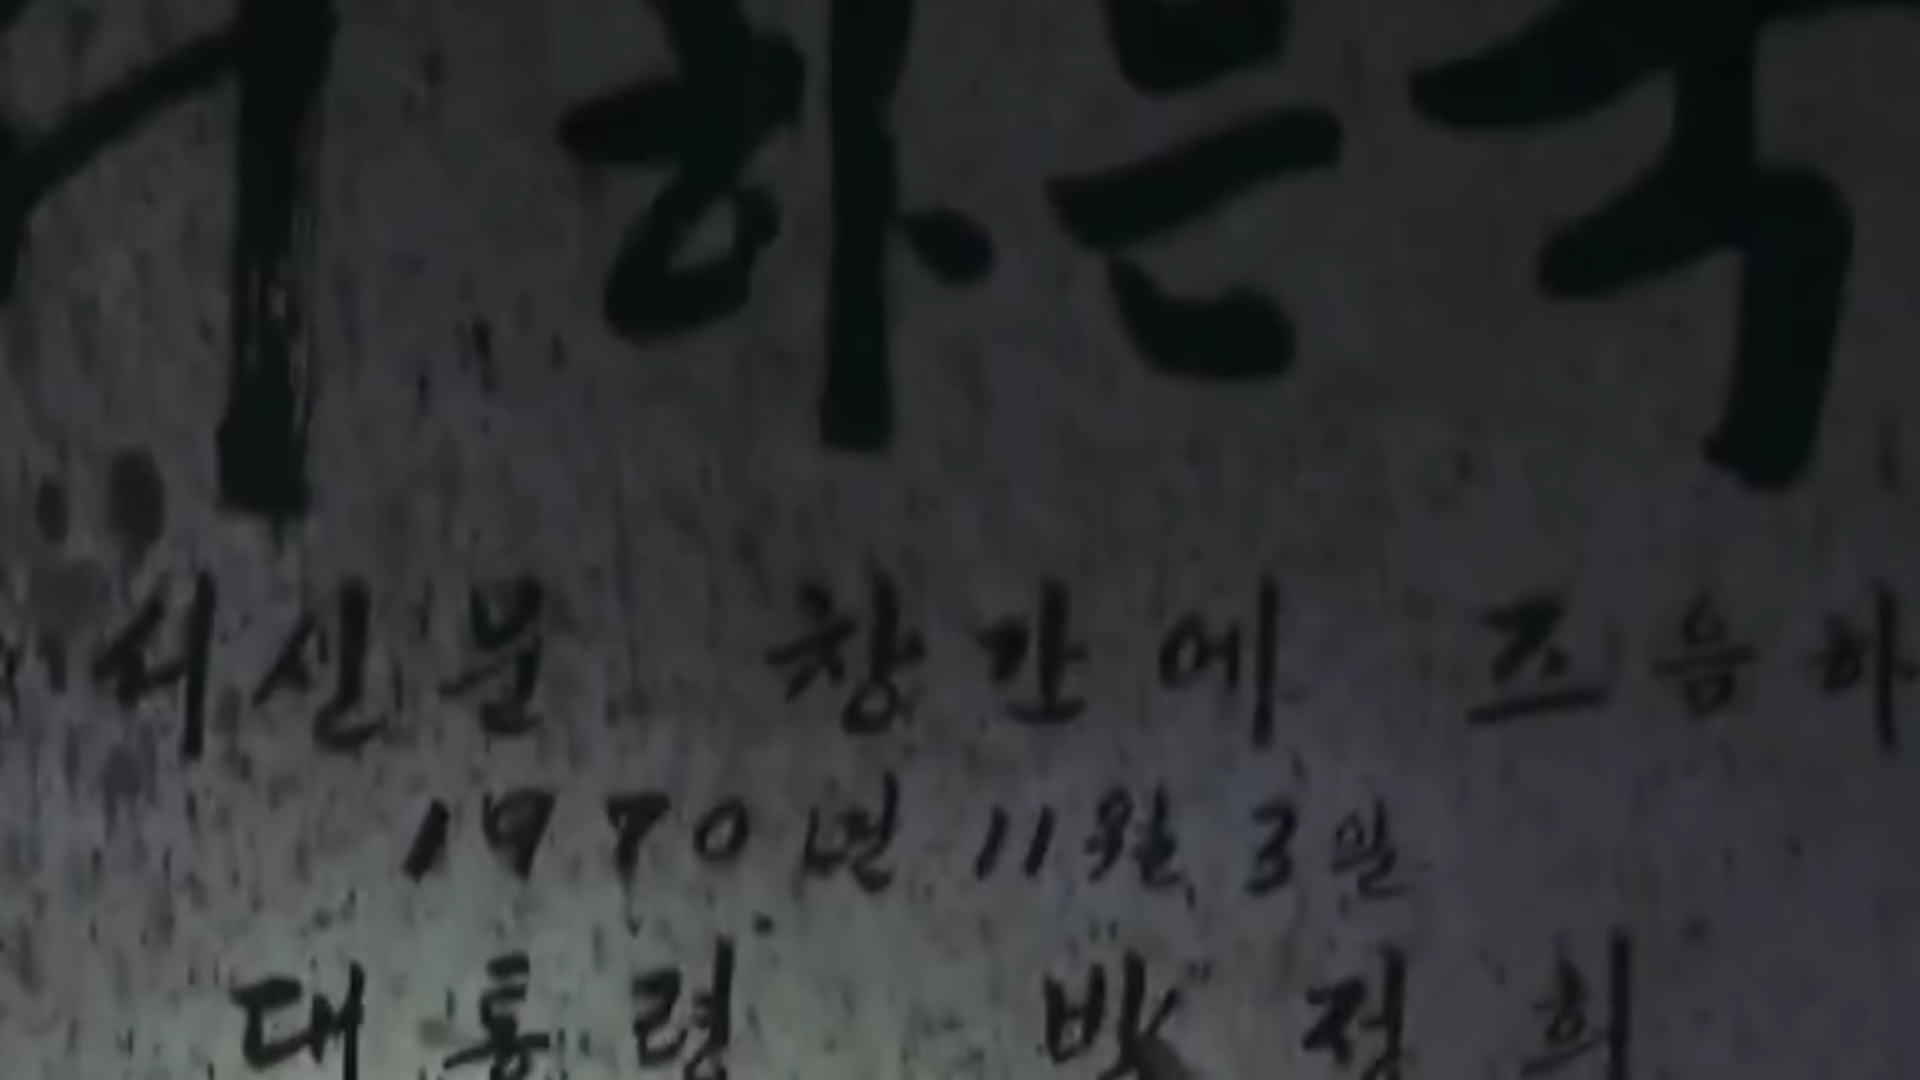 하는
서신문 창간에 즈음하
1970년 11월 3일
대통령 박정희